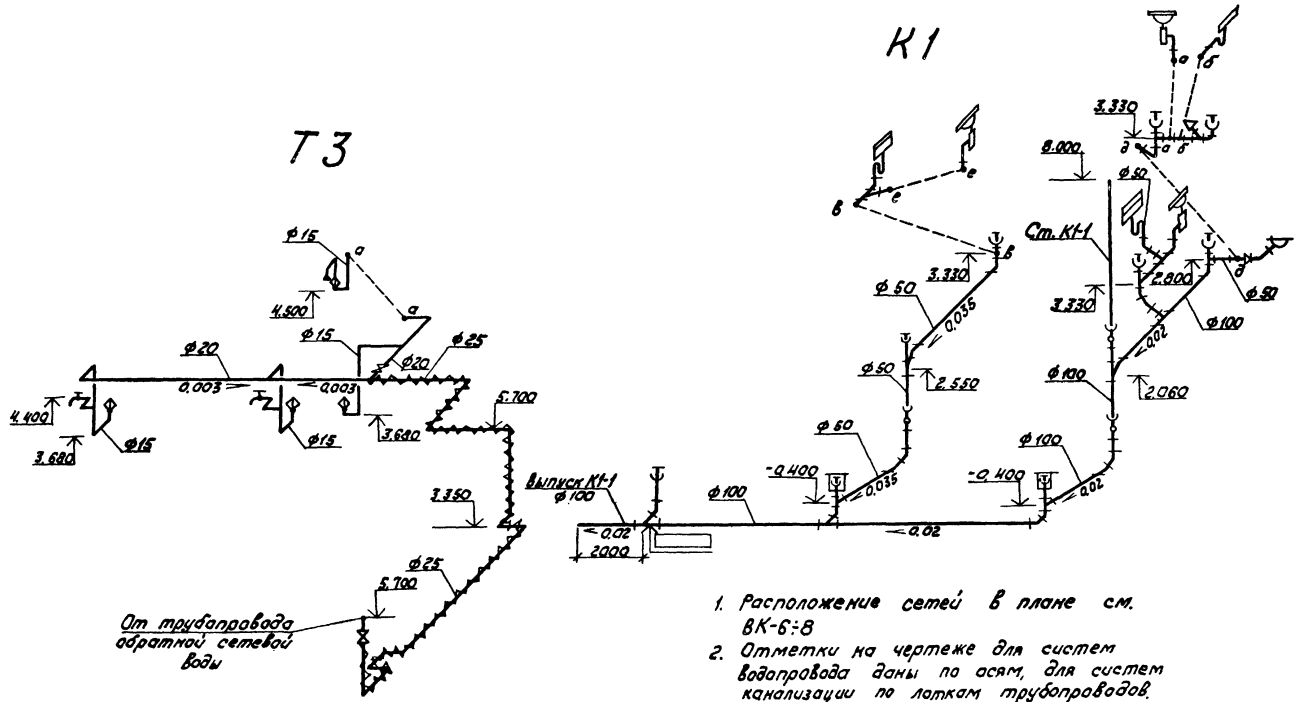 К1
Т3
а
б
3.330
д
а
б
8.000
ф50
е
в
е
Ст. К1-1
ф15
а
в
3.330
2.800
д
ф50
4.500
ф50
3.330
ф100
а
0,035
0,02
ф15
ф20
ф20
ф25
0,003
0,003
ф50
2.550
ф100
2.060
4.400
5.700
3.680
ф15
ф15
3.680
ф50
ф100
-0.400
0,035
-0.400
0,02
Выпуск К1-1
ф100
ф100
3.350
0,02
0,02
2000
ф25
5.700
От трубопровода
обратной сетевой
воды
1. Расположение сетей в плане см.
ВК-6÷8
2. Отметки на чертеже для систем
водопровода даны по осям, для систем
канализации по лоткам трубопроводов.